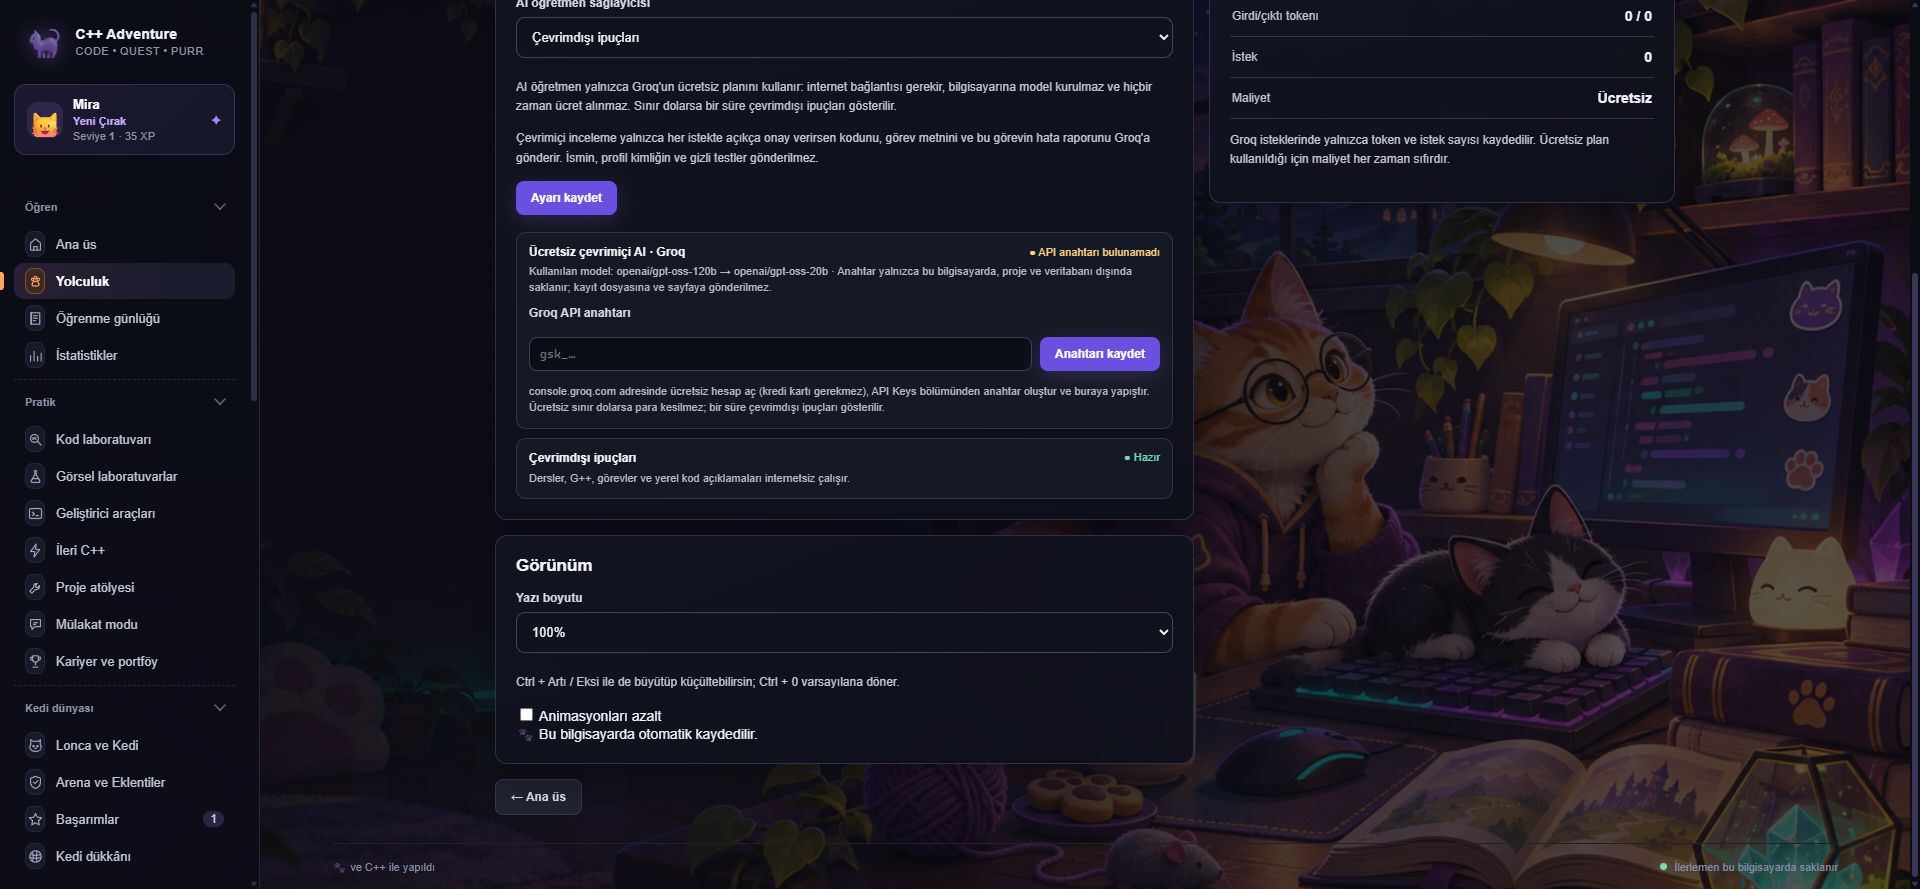 C++ Adventure
CODE • QUEST • PURR
Mira
Yeni Çırak
Seviye 1 · 35 XP
Öğren
Ana üs
Yolculuk
Öğrenme günlüğü
İstatistikler
Pratik
Kod laboratuvarı
Görsel laboratuvarlar
Geliştirici araçları
İleri C++
Proje atölyesi
Mülakat modu
Kariyer ve portföy
Kedi dünyası
Lonca ve Kedi
Arena ve Eklentiler
Başarımlar 1
Kedi dükkânı
AI öğretmen sağlayıcısı
Çevrimdışı ipuçları
AI öğretmen yalnızca Groq'un ücretsiz planını kullanır: internet bağlantısı gerekir, bilgisayarına model kurulmaz ve hiçbir
zaman ücret alınmaz. Sınır dolarsa bir süre çevrimdışı ipuçları gösterilir.
Çevrimiçi inceleme yalnızca her istekte açıkça onay verirsen kodunu, görev metnini ve bu görevin hata raporunu Groq'a
gönderir. İsmin, profil kimliğin ve gizli testler gönderilmez.
Ayarı kaydet
Ücretsiz çevrimiçi AI · Groq
API anahtarı bulunamadı
Kullanılan model: openai/gpt-oss-120b → openai/gpt-oss-20b · Anahtar yalnızca bu bilgisayarda, proje ve veritabanı dışında
saklanır; kayıt dosyasına ve sayfaya gönderilmez.
Groq API anahtarı
gsk_…
Anahtarı kaydet
console.groq.com adresinde ücretsiz hesap aç (kredi kartı gerekmez), API Keys bölümünden anahtar oluştur ve buraya yapıştır.
Ücretsiz sınır dolarsa para kesilmez; bir süre çevrimdışı ipuçları gösterilir.
Çevrimdışı ipuçları
Hazır
Dersler, G++, görevler ve yerel kod açıklamaları internetsiz çalışır.
Görünüm
Yazı boyutu
100%
Ctrl + Artı / Eksi ile de büyütüp küçültebilirsin; Ctrl + 0 varsayılana döner.
Animasyonları azalt
Bu bilgisayarda otomatik kaydedilir.
← Ana üs
Girdi/çıktı tokenı 0 / 0
İstek 0
Maliyet Ücretsiz
Groq isteklerinde yalnızca token ve istek sayısı kaydedilir. Ücretsiz plan
kullanıldığı için maliyet her zaman sıfırdır.
ve C++ ile yapıldı
İlerlemen bu bilgisayarda saklanır